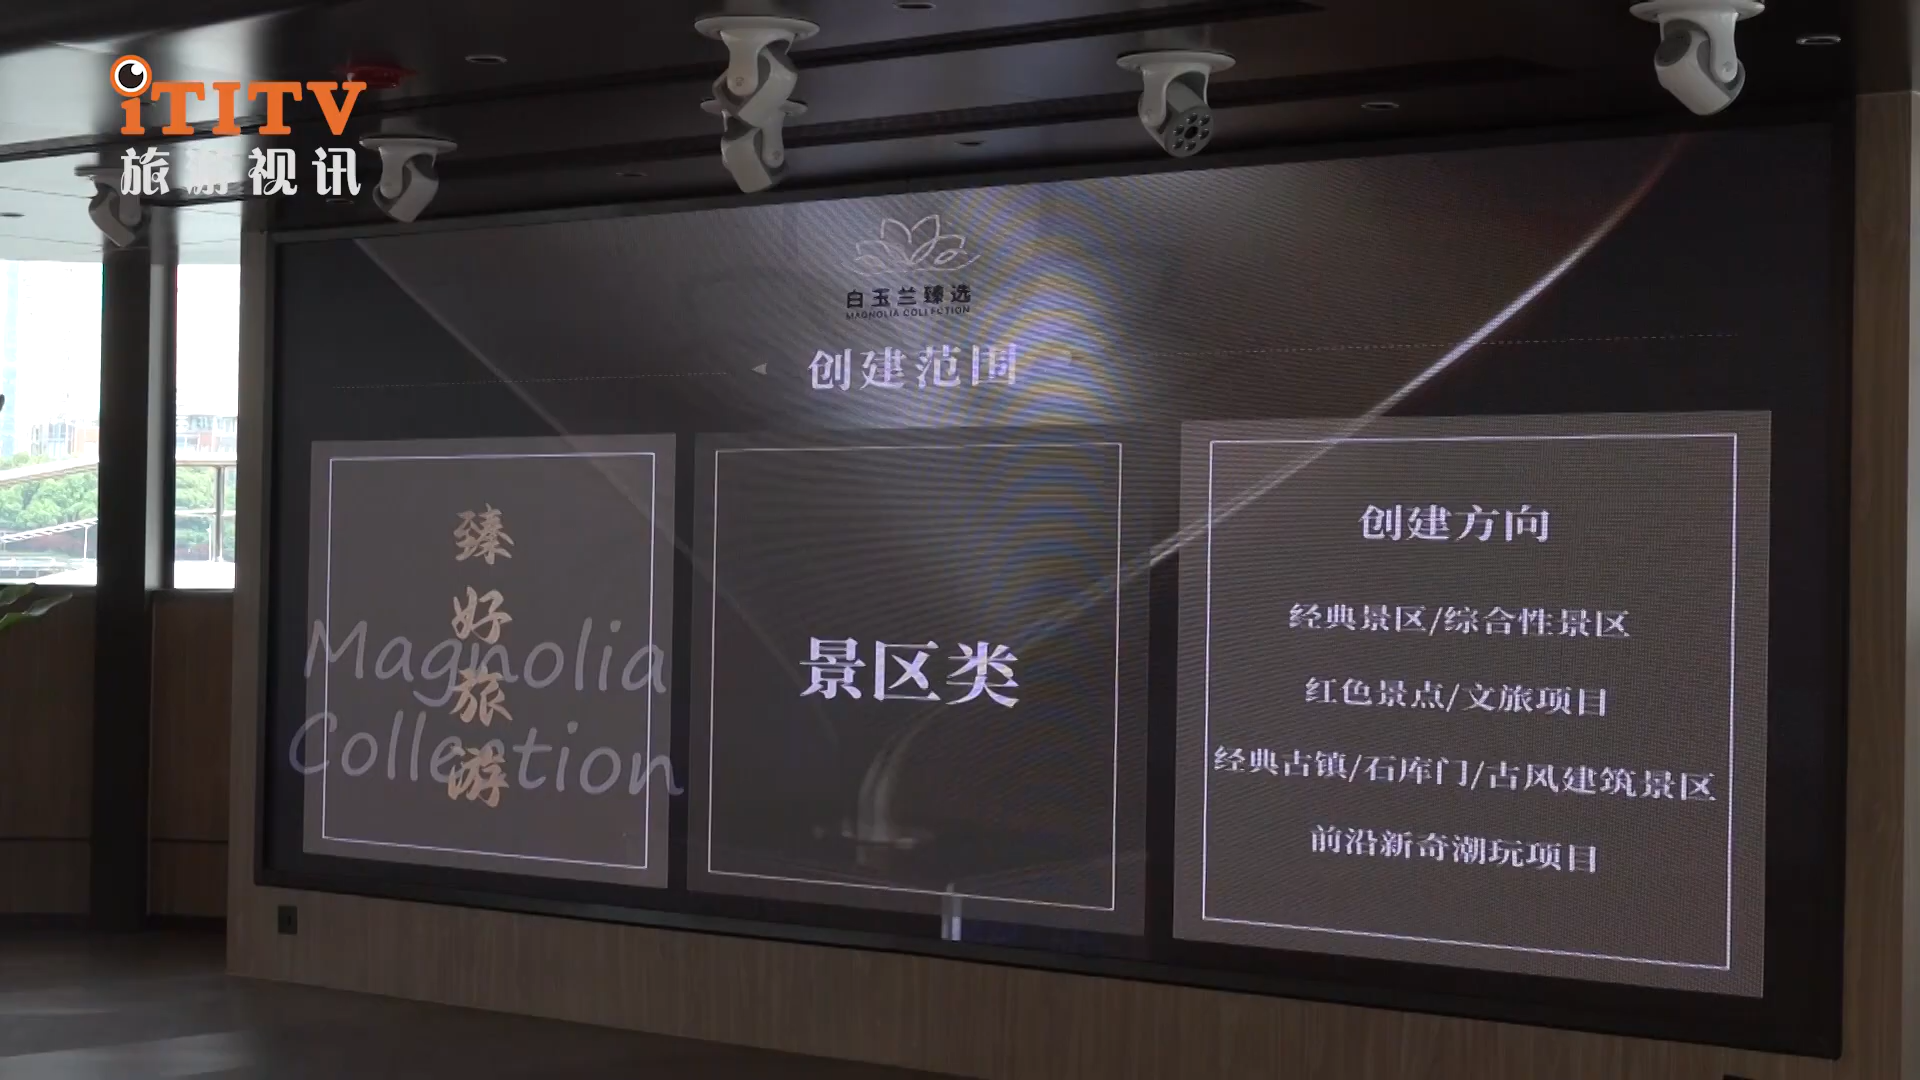 iTITV
旅游视讯
白玉兰臻选
MAGNOLIA COLLECTION
创建范围
臻好旅游
Magnolia
Collection
景区类
创建方向
经典景区/综合性景区
红色景点/文旅项目
经典古镇/石库门/古风建筑景区
前沿新奇潮玩项目